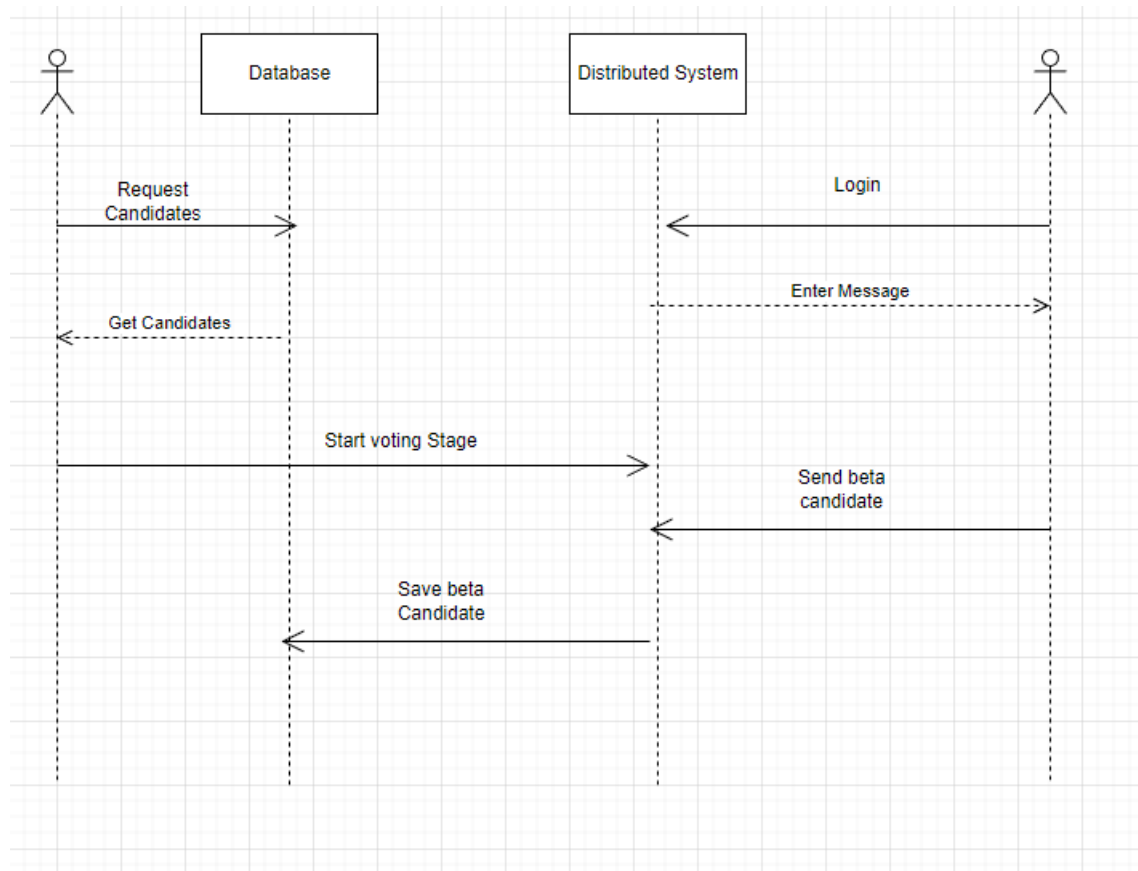 Database
Distributed System
Request
Candidates
Login
Enter Message
Get Candidates
Start voting Stage
Send beta
candidate
Save beta
Candidate